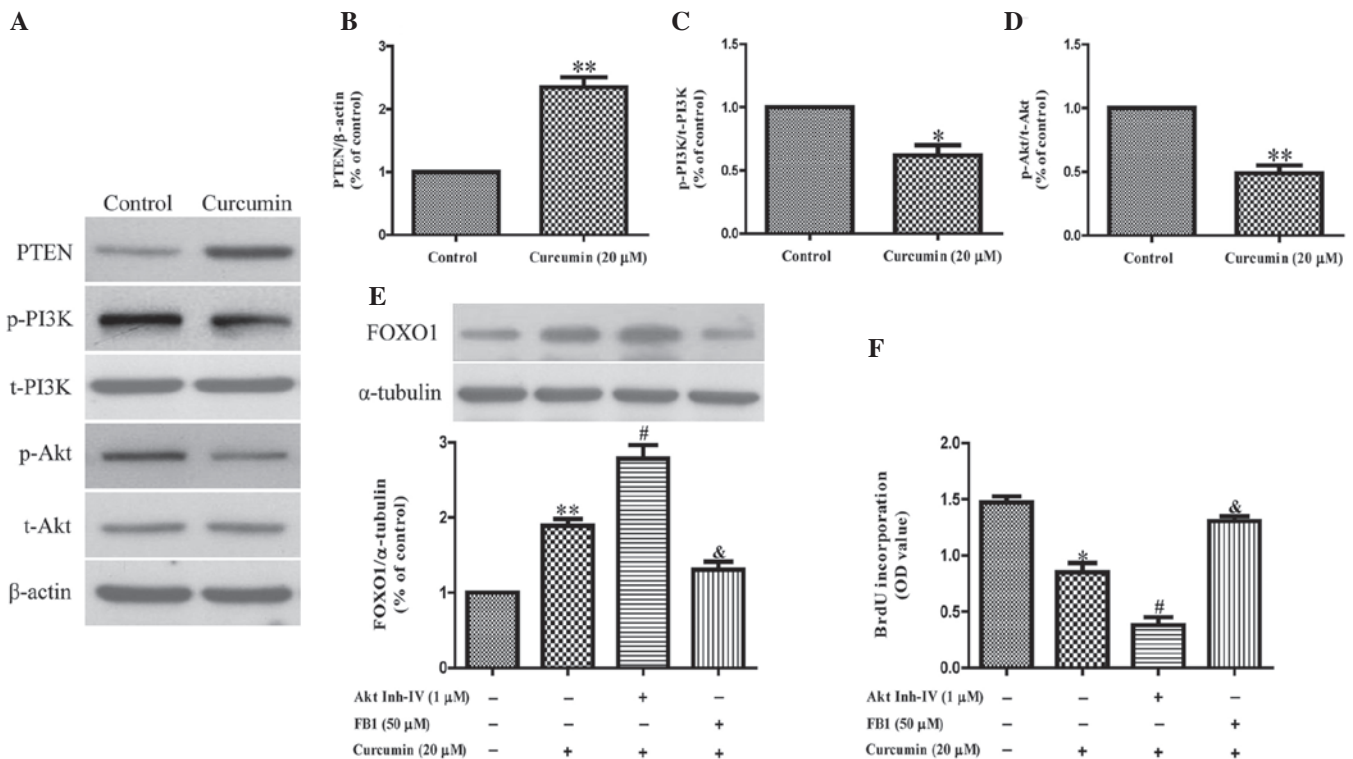 A
Control Curcumin
PTEN
p-PI3K
t-PI3K
p-Akt
t-Akt
β-actin
B
PTEN/β-actin
(% of control)
3
2
1
0
**
Control Curcumin (20 µM)
C
p-PI3K/t-PI3K
(% of control)
1.5
1.0
0.5
0.0
*
Control Curcumin (20 µM)
D
p-Akt/t-Akt
(% of control)
1.5
1.0
0.5
0.0
**
Control Curcumin (20 µM)
E
FOXO1
α-tubulin
FOXO1/α-tubulin
(% of control)
3
2
1
0
**
#
&
Akt Inh-IV (1 µM) – – + –
FB1 (50 µM) – – – +
Curcumin (20 µM) – + + +
F
BrdU incorporation
(OD value)
2.0
1.5
1.0
0.5
0.0
*
#
&
Akt Inh-IV (1 µM) – – + –
FB1 (50 µM) – – – +
Curcumin (20 µM) – + + +